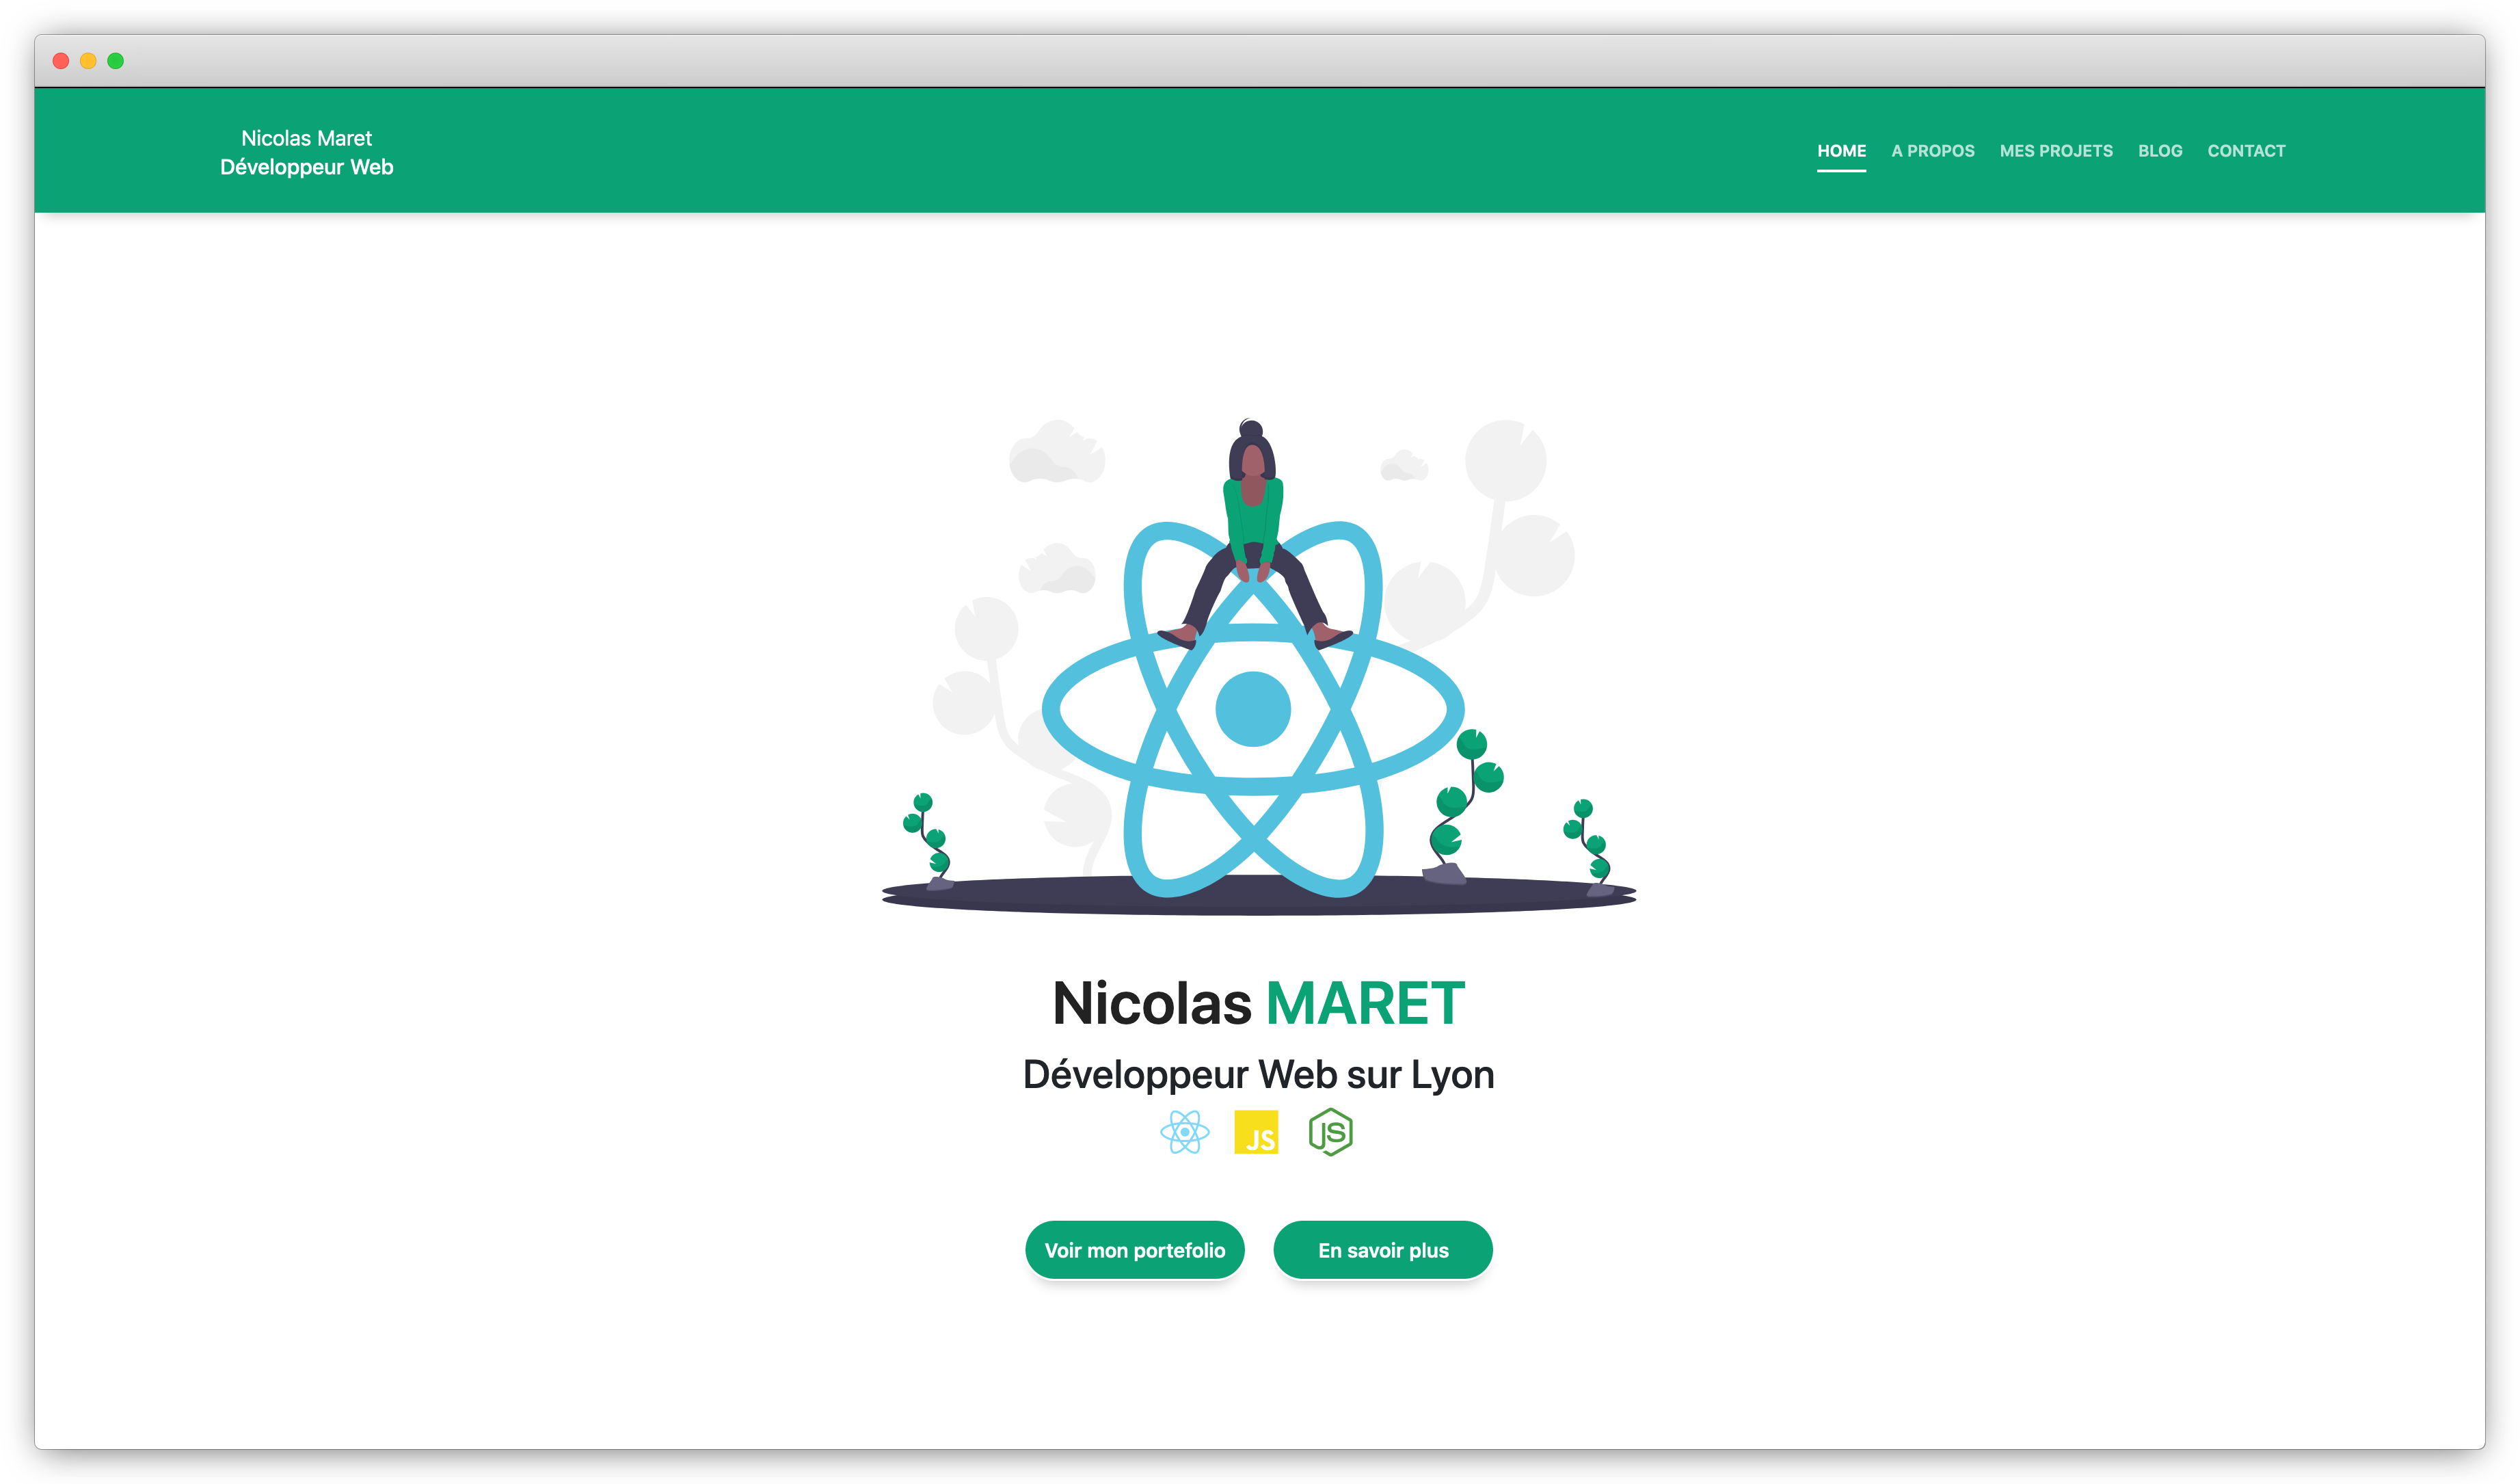 Nicolas Maret
Développeur Web
HOME A PROPOS MES PROJETS BLOG CONTACT
Nicolas MARET
Développeur Web sur Lyon
JS JS
Voir mon portefolio En savoir plus